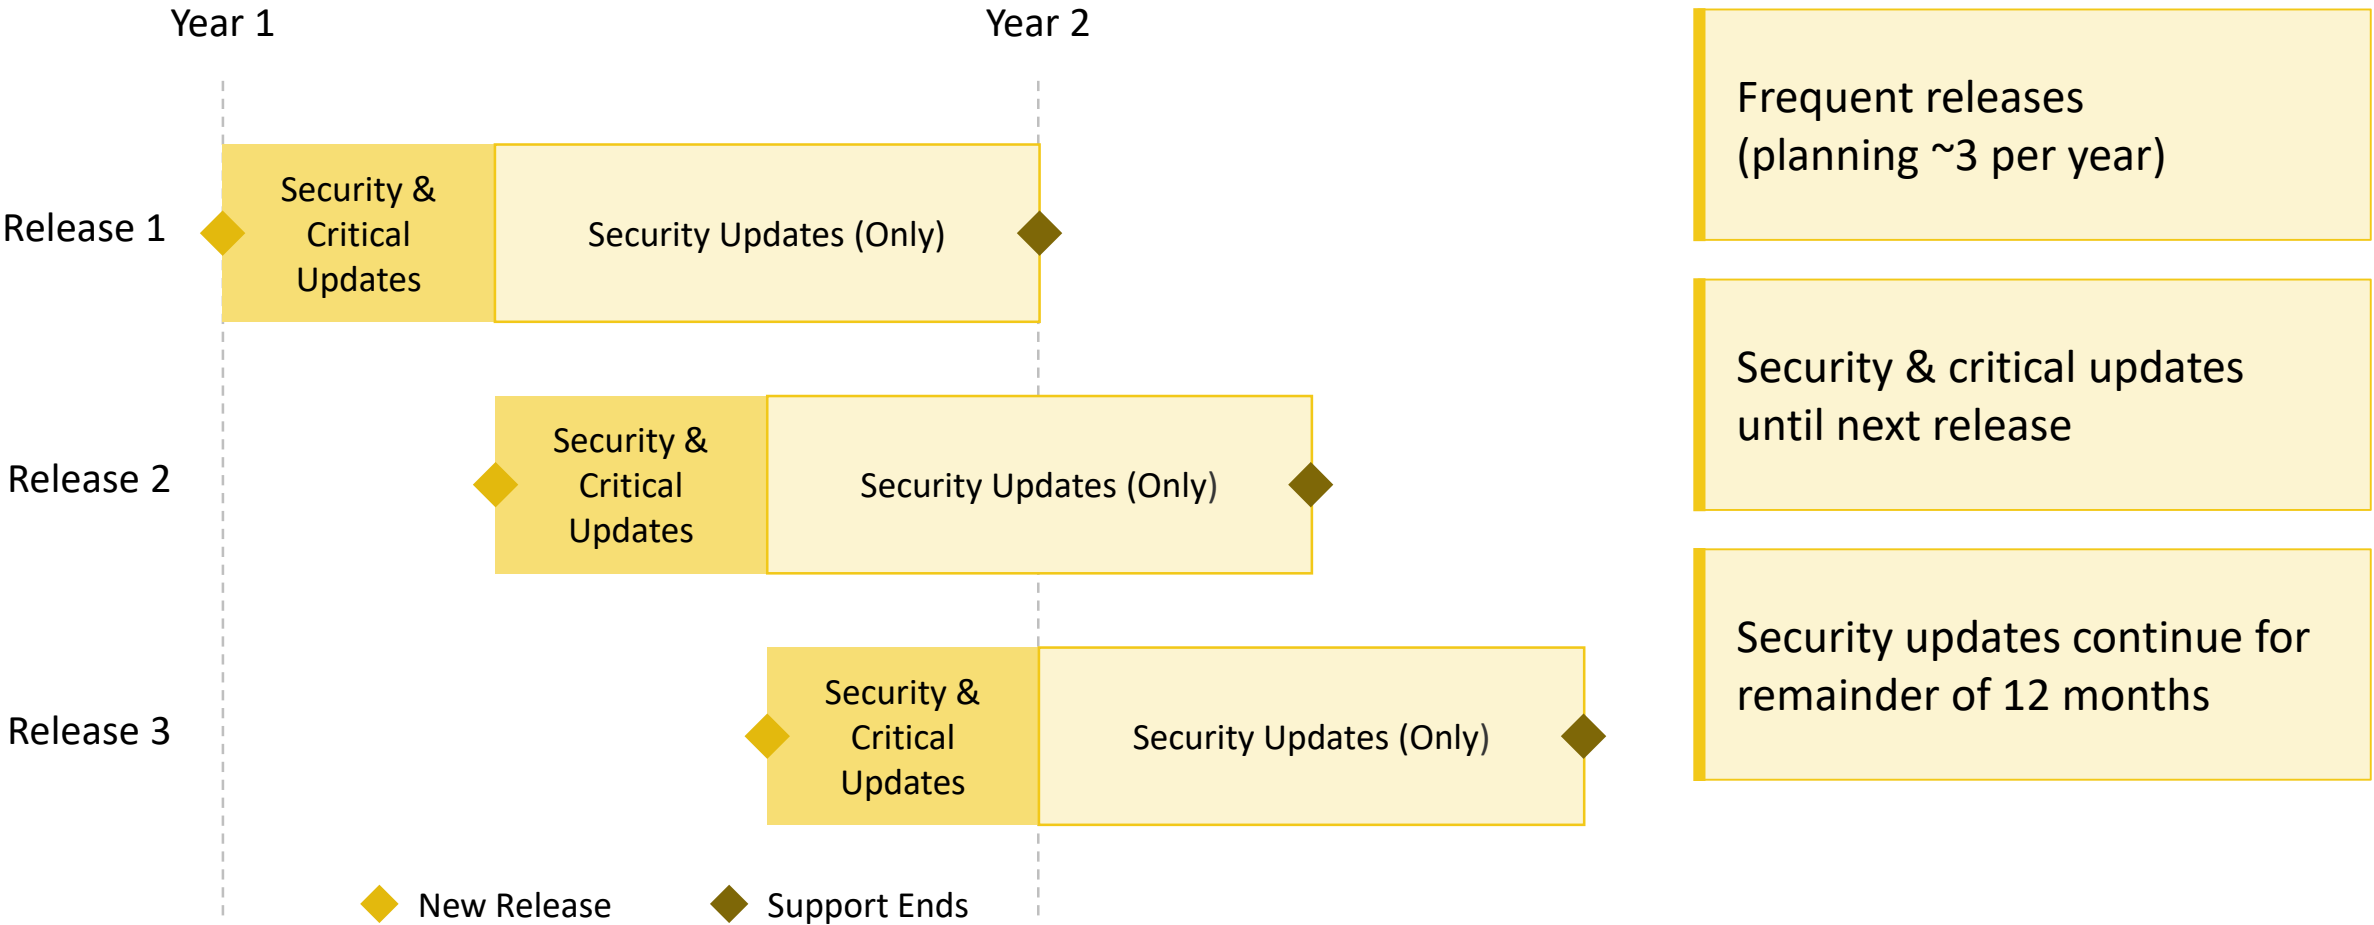 Year 1
Year 2
Release 1
Security &
Critical
Updates
Security Updates (Only)
Release 2
Security &
Critical
Updates
Security Updates (Only)
Release 3
Security &
Critical
Updates
Security Updates (Only)
New Release
Support Ends
Frequent releases
(planning ~3 per year)
Security & critical updates
until next release
Security updates continue for
remainder of 12 months